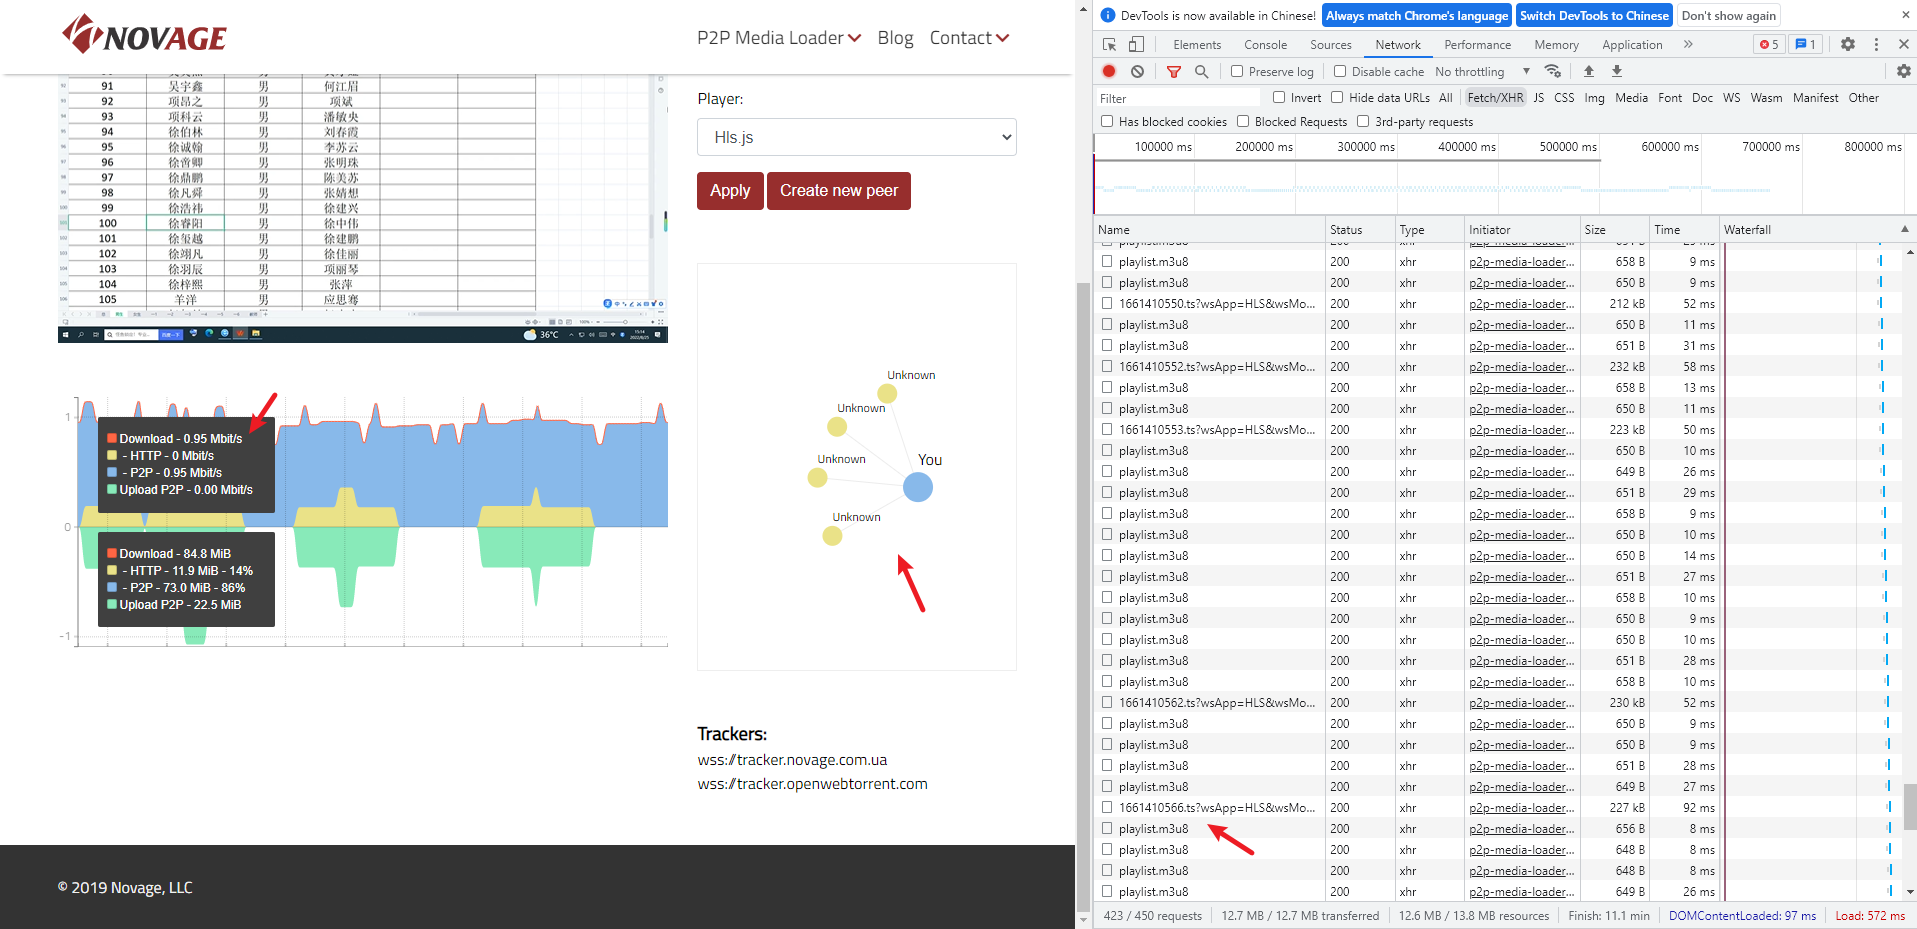 NOVAGE
P2P Media Loader
Blog
Contact
91 吴宇鑫 男 何江眉
92 项昂之 男 项斌
93 项科云 男 潘敏央
94 徐伯林 男 刘春霞
95 徐诚翰 男 李苏云
96 徐啻卿 男 张明珠
97 徐鼎鹏 男 陈美苏
98 徐凡舜 男 张婧想
99 徐浩祎 男 徐建兴
100 徐睿阳 男 徐中伟
101 徐玺越 男 徐建鹏
102 徐翊凡 男 徐佳丽
103 徐羽辰 男 项丽琴
104 徐梓熙 男 张萍
105 羊洋 男 应思骞
36°C
15:14
2022/8/25
Player:
Hls.js
Apply
Create new peer
1
0
-1
Download - 0.95 Mbit/s
- HTTP - 0 Mbit/s
- P2P - 0.95 Mbit/s
Upload P2P - 0.00 Mbit/s
Download - 84.8 MiB
- HTTP - 11.9 MiB - 14%
- P2P - 73.0 MiB - 86%
Upload P2P - 22.5 MiB
Unknown
Unknown
Unknown
Unknown
You
Trackers:
wss://tracker.novage.com.ua
wss://tracker.openwebtorrent.com
© 2019 Novage, LLC
DevTools is now available in Chinese!
Always match Chrome's language
Switch DevTools to Chinese
Don't show again
Elements Console Sources Network Performance Memory Application 5 1
Preserve log Disable cache No throttling
Filter Invert Hide data URLs All Fetch/XHR JS CSS Img Media Font Doc WS Wasm Manifest Other
Has blocked cookies Blocked Requests 3rd-party requests
100000 ms 200000 ms 300000 ms 400000 ms 500000 ms 600000 ms 700000 ms 800000 ms
Name Status Type Initiator Size Time Waterfall
playlist.m3u8 200 xhr p2p-media-loader... 658 B 9 ms
playlist.m3u8 200 xhr p2p-media-loader... 650 B 9 ms
1661410550.ts?wsApp=HLS&wsMo... 200 xhr p2p-media-loader... 212 kB 52 ms
playlist.m3u8 200 xhr p2p-media-loader... 650 B 11 ms
playlist.m3u8 200 xhr p2p-media-loader... 651 B 31 ms
1661410552.ts?wsApp=HLS&wsMo... 200 xhr p2p-media-loader... 232 kB 58 ms
playlist.m3u8 200 xhr p2p-media-loader... 658 B 13 ms
playlist.m3u8 200 xhr p2p-media-loader... 650 B 11 ms
1661410553.ts?wsApp=HLS&wsMo... 200 xhr p2p-media-loader... 223 kB 50 ms
playlist.m3u8 200 xhr p2p-media-loader... 650 B 10 ms
playlist.m3u8 200 xhr p2p-media-loader... 649 B 26 ms
playlist.m3u8 200 xhr p2p-media-loader... 651 B 29 ms
playlist.m3u8 200 xhr p2p-media-loader... 658 B 9 ms
playlist.m3u8 200 xhr p2p-media-loader... 650 B 10 ms
playlist.m3u8 200 xhr p2p-media-loader... 650 B 14 ms
playlist.m3u8 200 xhr p2p-media-loader... 651 B 27 ms
playlist.m3u8 200 xhr p2p-media-loader... 658 B 10 ms
playlist.m3u8 200 xhr p2p-media-loader... 650 B 9 ms
playlist.m3u8 200 xhr p2p-media-loader... 650 B 10 ms
playlist.m3u8 200 xhr p2p-media-loader... 651 B 28 ms
playlist.m3u8 200 xhr p2p-media-loader... 658 B 10 ms
1661410562.ts?wsApp=HLS&wsMo... 200 xhr p2p-media-loader... 230 kB 52 ms
playlist.m3u8 200 xhr p2p-media-loader... 650 B 9 ms
playlist.m3u8 200 xhr p2p-media-loader... 650 B 9 ms
playlist.m3u8 200 xhr p2p-media-loader... 651 B 28 ms
playlist.m3u8 200 xhr p2p-media-loader... 649 B 27 ms
1661410566.ts?wsApp=HLS&wsMo... 200 xhr p2p-media-loader... 227 kB 92 ms
playlist.m3u8 200 xhr p2p-media-loader... 656 B 8 ms
playlist.m3u8 200 xhr p2p-media-loader... 648 B 8 ms
playlist.m3u8 200 xhr p2p-media-loader... 648 B 8 ms
playlist.m3u8 200 xhr p2p-media-loader... 649 B 26 ms
423 / 450 requests 12.7 MB / 12.7 MB transferred 12.6 MB / 13.8 MB resources Finish: 11.1 min DOMContentLoaded: 97 ms Load: 572 ms